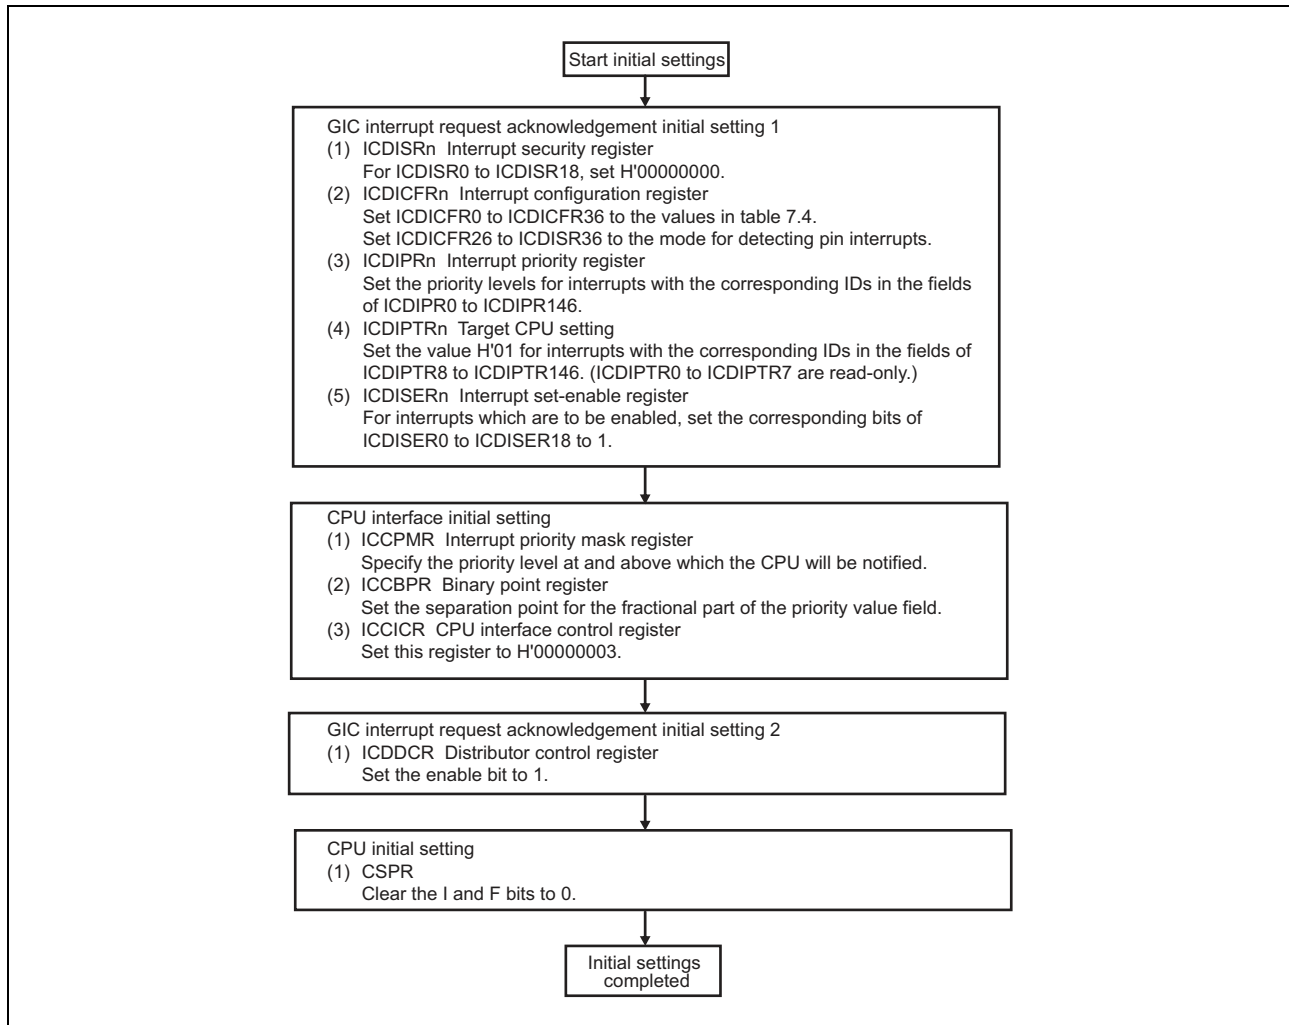 Start initial settings
GIC interrupt request acknowledgement initial setting 1
(1) ICDISRn Interrupt security register
For ICDISR0 to ICDISR18, set H'00000000.
(2) ICDICFRn Interrupt configuration register
Set ICDICFR0 to ICDICFR36 to the values in table 7.4.
Set ICDICFR26 to ICDISR36 to the mode for detecting pin interrupts.
(3) ICDIPRn Interrupt priority register
Set the priority levels for interrupts with the corresponding IDs in the fields
of ICDIPR0 to ICDIPR146.
(4) ICDIPTRn Target CPU setting
Set the value H'01 for interrupts with the corresponding IDs in the fields of
ICDIPTR8 to ICDIPTR146. (ICDIPTR0 to ICDIPTR7 are read-only.)
(5) ICDISERn Interrupt set-enable register
For interrupts which are to be enabled, set the corresponding bits of
ICDISER0 to ICDISER18 to 1.
CPU interface initial setting
(1) ICCPMR Interrupt priority mask register
Specify the priority level at and above which the CPU will be notified.
(2) ICCBPR Binary point register
Set the separation point for the fractional part of the priority value field.
(3) ICCICR CPU interface control register
Set this register to H'00000003.
GIC interrupt request acknowledgement initial setting 2
(1) ICDDCR Distributor control register
Set the enable bit to 1.
CPU initial setting
(1) CSPR
Clear the I and F bits to 0.
Initial settings
completed